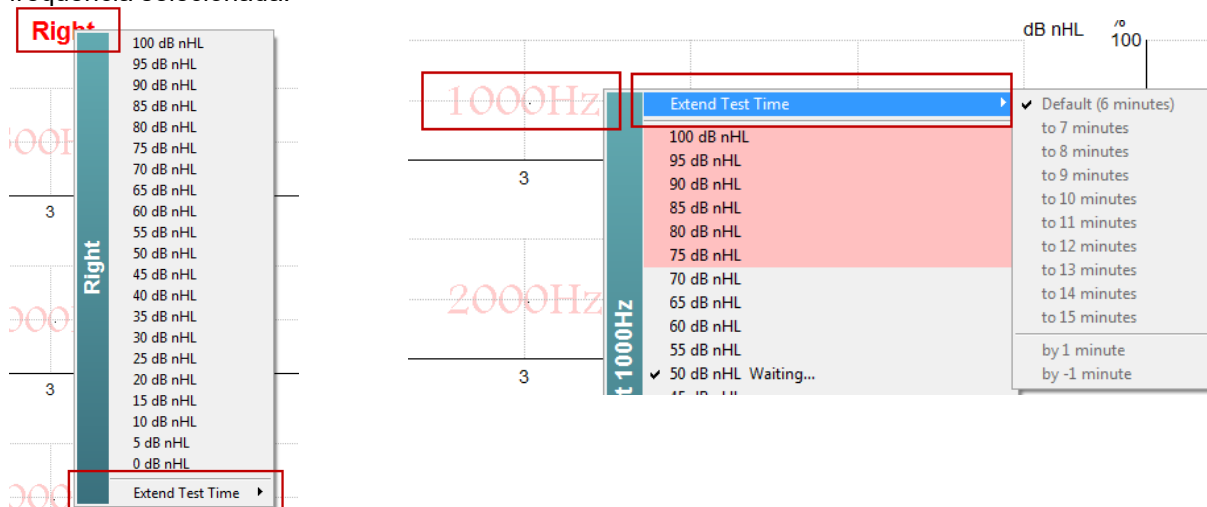 Right
100 dB nHL
95 dB nHL
90 dB nHL
85 dB nHL
80 dB nHL
75 dB nHL
70 dB nHL
65 dB nHL
60 dB nHL
55 dB nHL
50 dB nHL
45 dB nHL
40 dB nHL
35 dB nHL
30 dB nHL
25 dB nHL
20 dB nHL
15 dB nHL
10 dB nHL
5 dB nHL
0 dB nHL
Extend Test Time
Right
3
3
dB nHL
100
1000Hz
3
2000Hz
3
1000Hz
Extend Test Time
100 dB nHL
95 dB nHL
90 dB nHL
85 dB nHL
80 dB nHL
75 dB nHL
70 dB nHL
65 dB nHL
60 dB nHL
55 dB nHL
50 dB nHL Waiting...
Default (6 minutes)
to 7 minutes
to 8 minutes
to 9 minutes
to 10 minutes
to 11 minutes
to 12 minutes
to 13 minutes
to 14 minutes
to 15 minutes
by 1 minute
by -1 minute